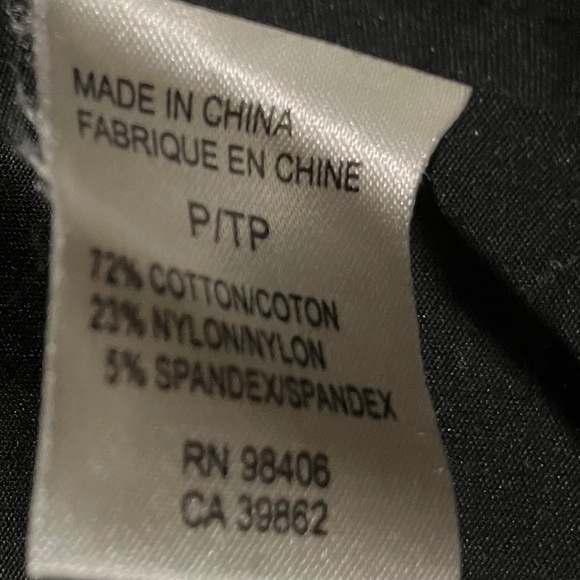 MADE IN CHINA
FABRIQUE EN CHINE
P/TP
72% COTTON/COTON
23% NYLON/NYLON
5% SPANDEX/SPANDEX
RN 98406
CA 39862